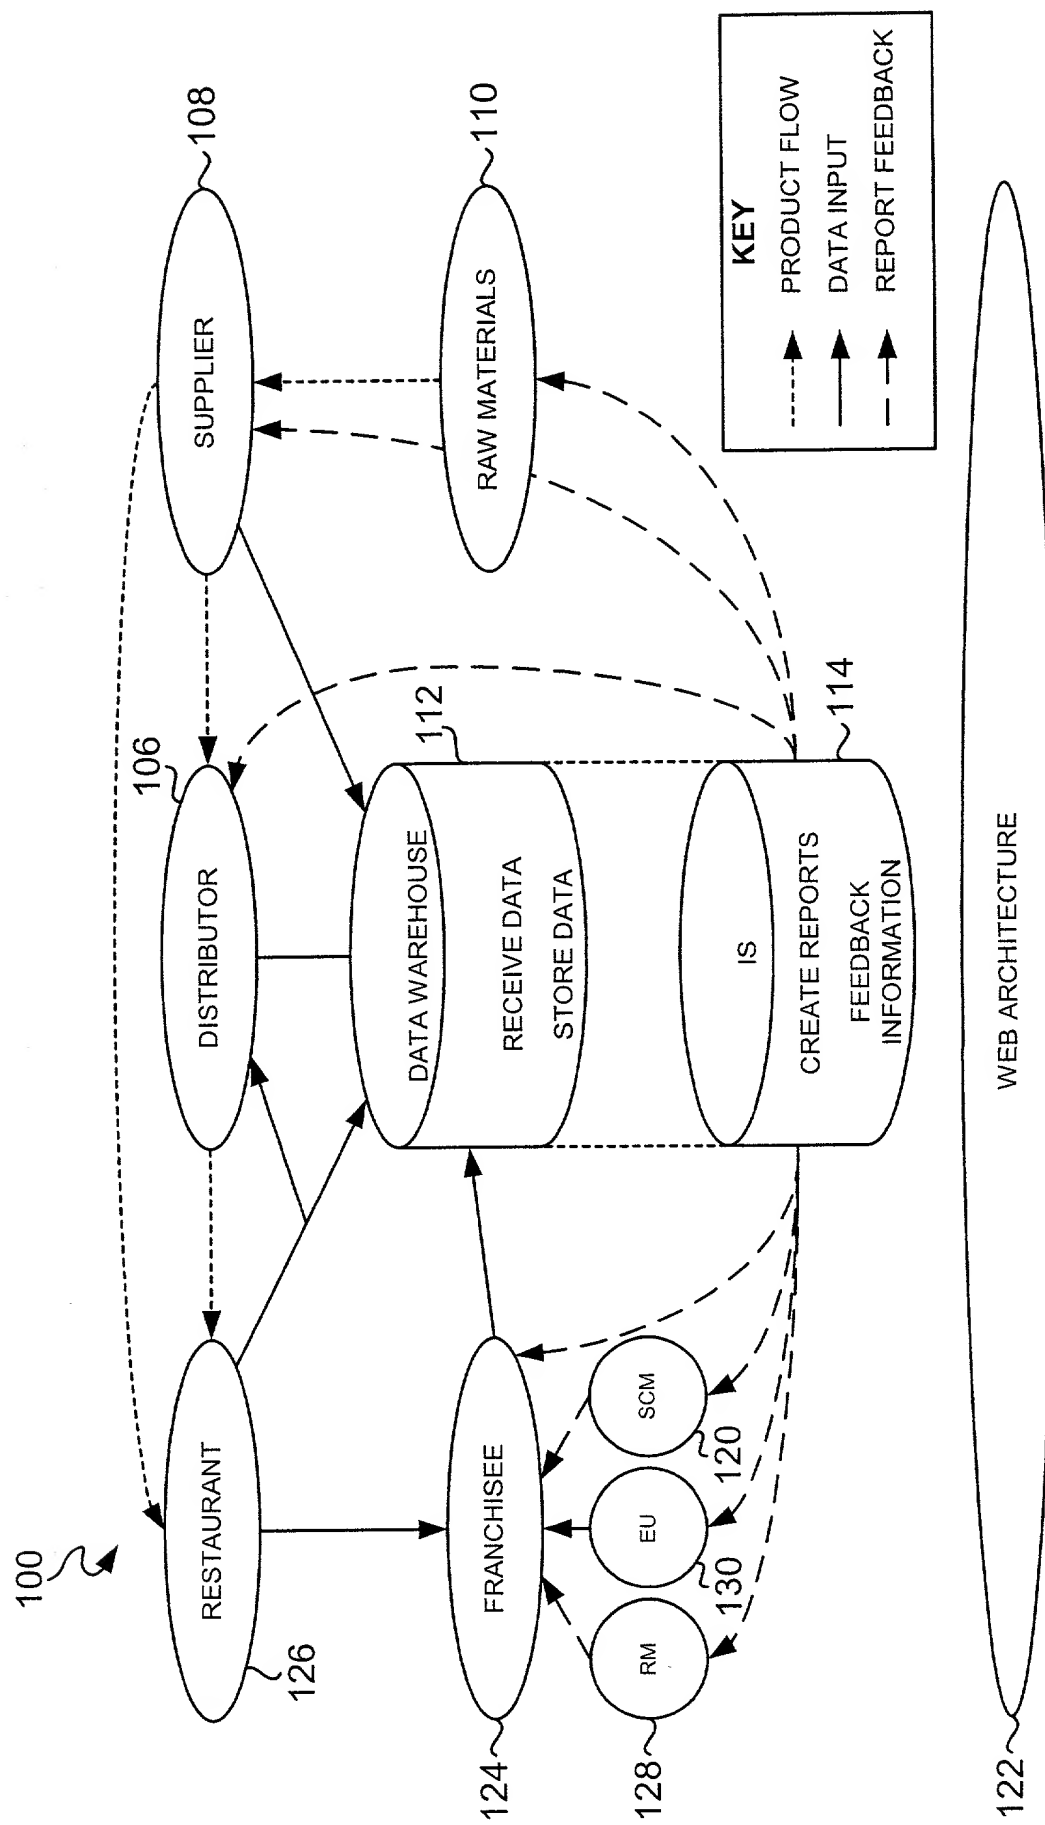 100
RESTAURANT
126
DISTRIBUTOR
106
SUPPLIER
108
FRANCHISEE
124
DATA WAREHOUSE
RECEIVE DATA
STORE DATA
112
RAW MATERIALS
110
RM
128
EU
130
SCM
120
IS
CREATE REPORTS
FEEDBACK
INFORMATION
114
KEY
PRODUCT FLOW
DATA INPUT
REPORT FEEDBACK
WEB ARCHITECTURE
122